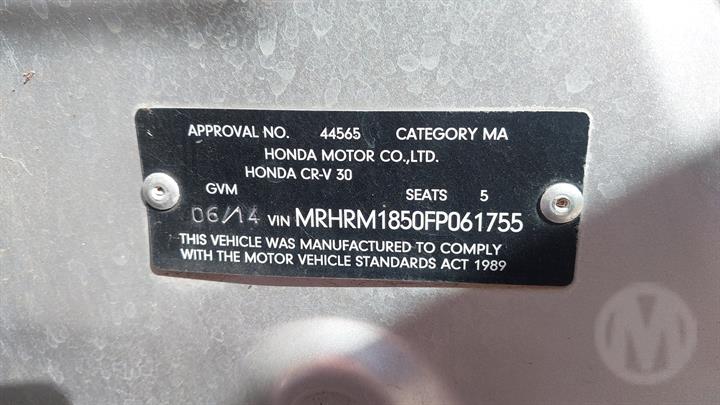 APPROVAL NO. 44565 CATEGORY MA
HONDA MOTOR CO.,LTD.
HONDA CR-V 30
GVM SEATS 5
06/14 VIN MRHRM1850FP061755
THIS VEHICLE WAS MANUFACTURED TO COMPLY
WITH THE MOTOR VEHICLE STANDARDS ACT 1989
M